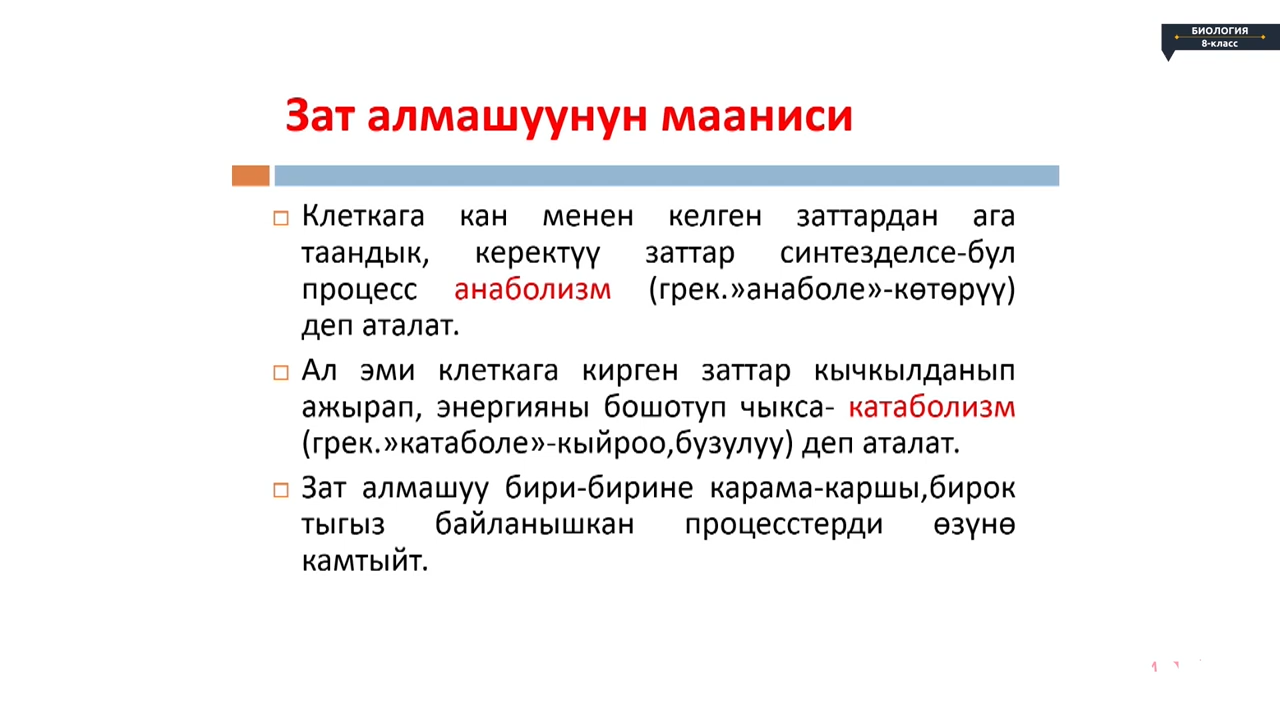 БИОЛОГИЯ
8-класс
Зат алмашуунун мааниси
Клеткага кан менен келген заттардан ага
таандык, керектүү заттар синтезделсе-бул
процесс анаболизм (грек.»анаболе»-көтөрүү)
деп аталат.
Ал эми клеткага кирген заттар кычкылданып
ажырап, энергияны бошотуп чыкса- катаболизм
(грек.»катаболе»-кыйроо,бузулуу) деп аталат.
Зат алмашуу бири-бирине карама-каршы,бирок
тыгыз байланышкан процесстерди өзүнө
камтыйт.